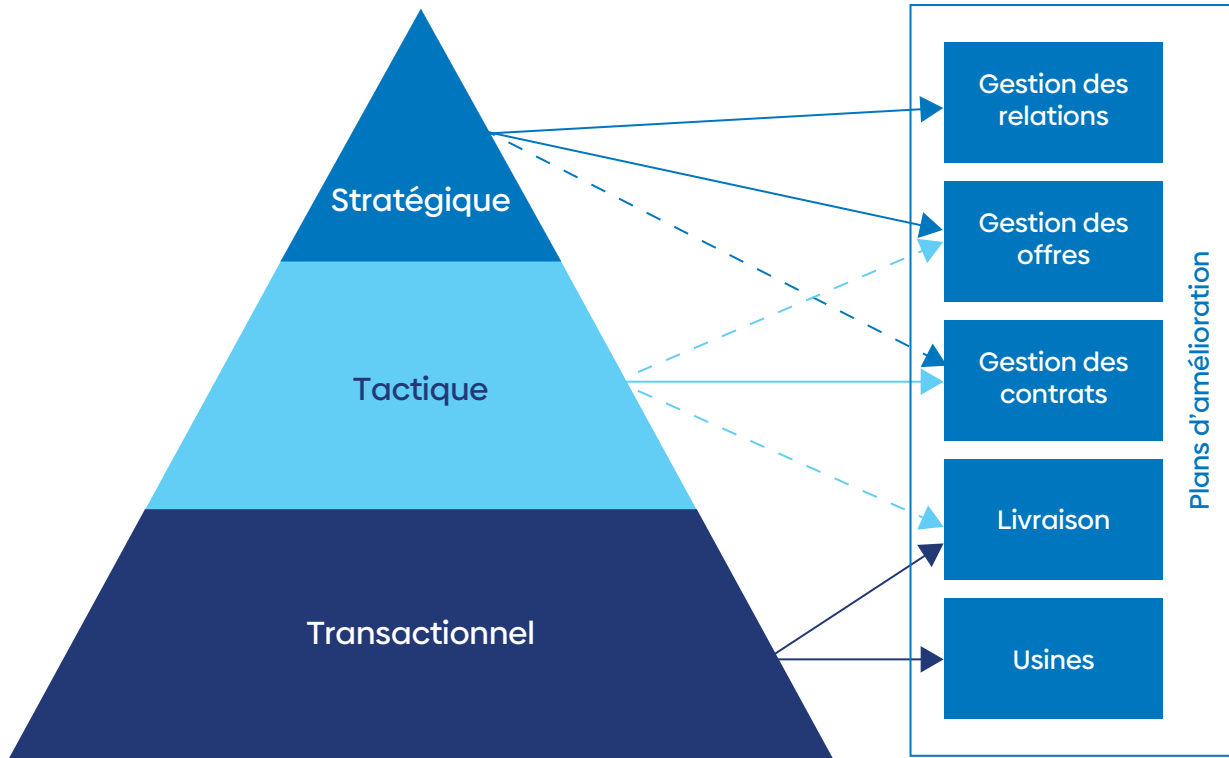 Stratégique
Tactique
Transactionnel
Gestion des
relations
Gestion des
offres
Gestion des
contrats
Livraison
Usines
Plans d'amélioration